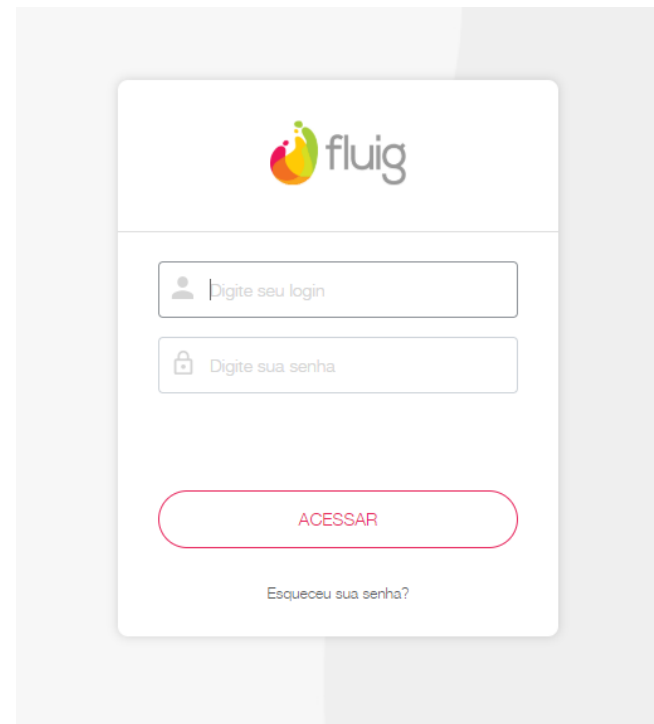 fluig
Digite seu login
Digite sua senha
ACESSAR
Esqueceu sua senha?